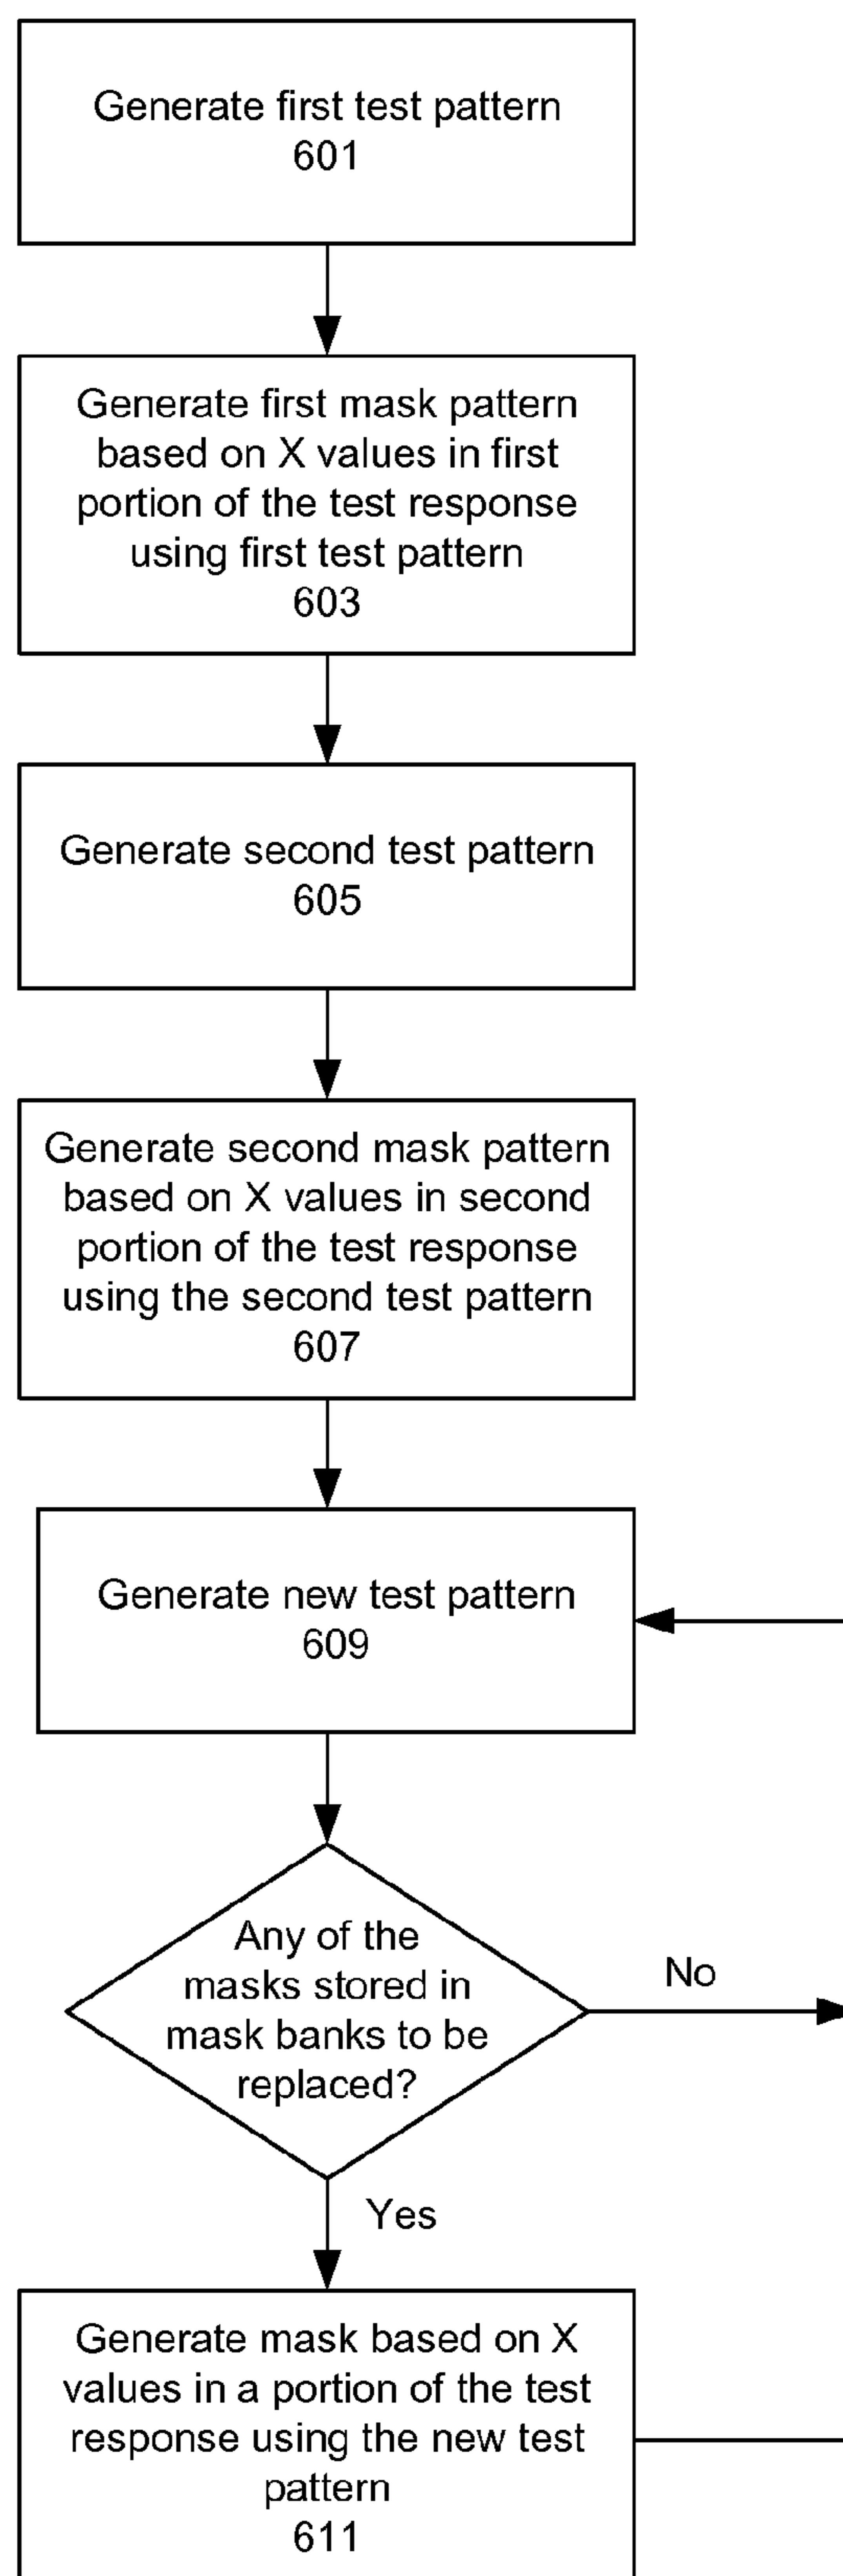 Generate first test pattern
601
Generate first mask pattern
based on X values in first
portion of the test response
using first test pattern
603
Generate second test pattern
605
Generate second mask pattern
based on X values in second
portion of the test response
using the second test pattern
607
Generate new test pattern
609
Any of the
masks stored in
mask banks to be
replaced?
No
Yes
Generate mask based on X
values in a portion of the test
response using the new test
pattern
611